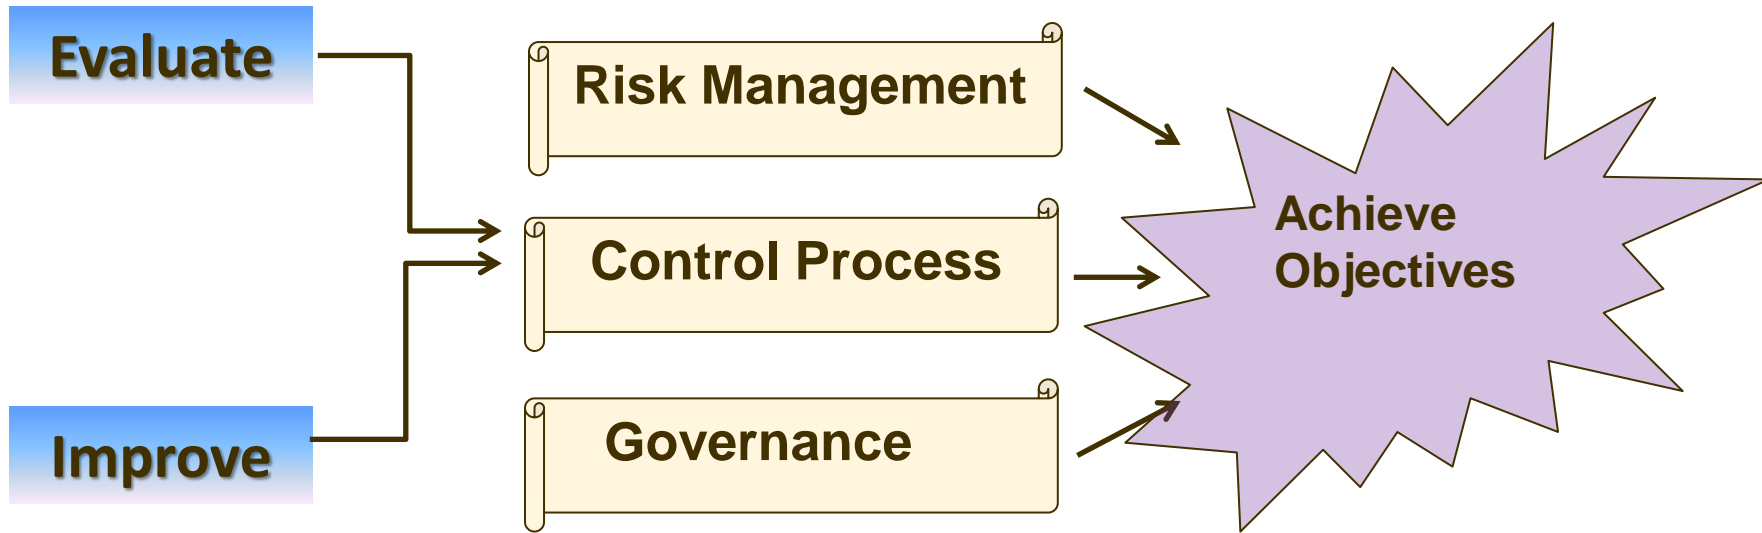 Evaluate
Risk Management
Control Process
Achieve
Objectives
Improve
Governance